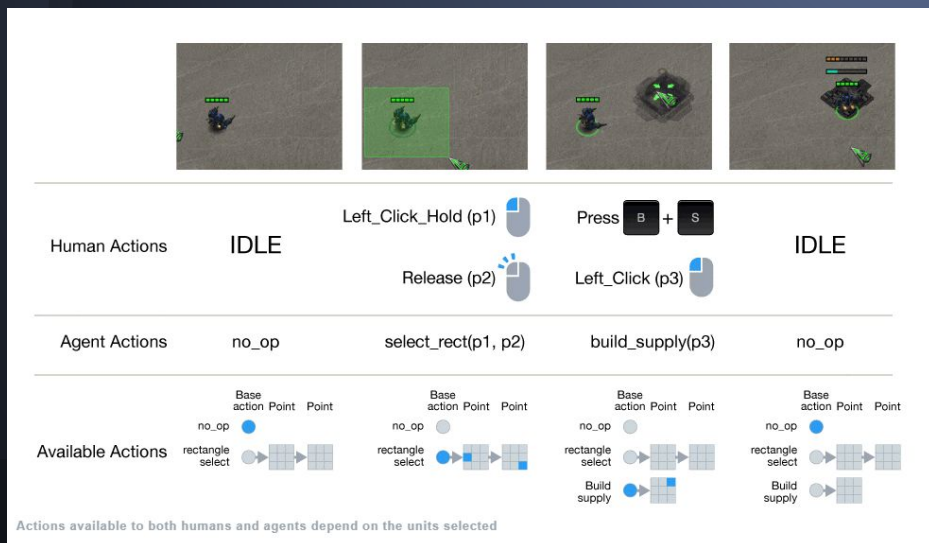 Human Actions
IDLE
Left_Click_Hold (p1)
Release (p2)
Press B + S
Left_Click (p3)
IDLE
Agent Actions
no_op
select_rect(p1, p2)
build_supply(p3)
no_op
Available Actions
Base
action Point Point
no_op
rectangle
select
Base
action Point Point
no_op
rectangle
select
Base
action Point Point
no_op
rectangle
select
Build
supply
Base
action Point Point
no_op
rectangle
select
Build
supply
Actions available to both humans and agents depend on the units selected